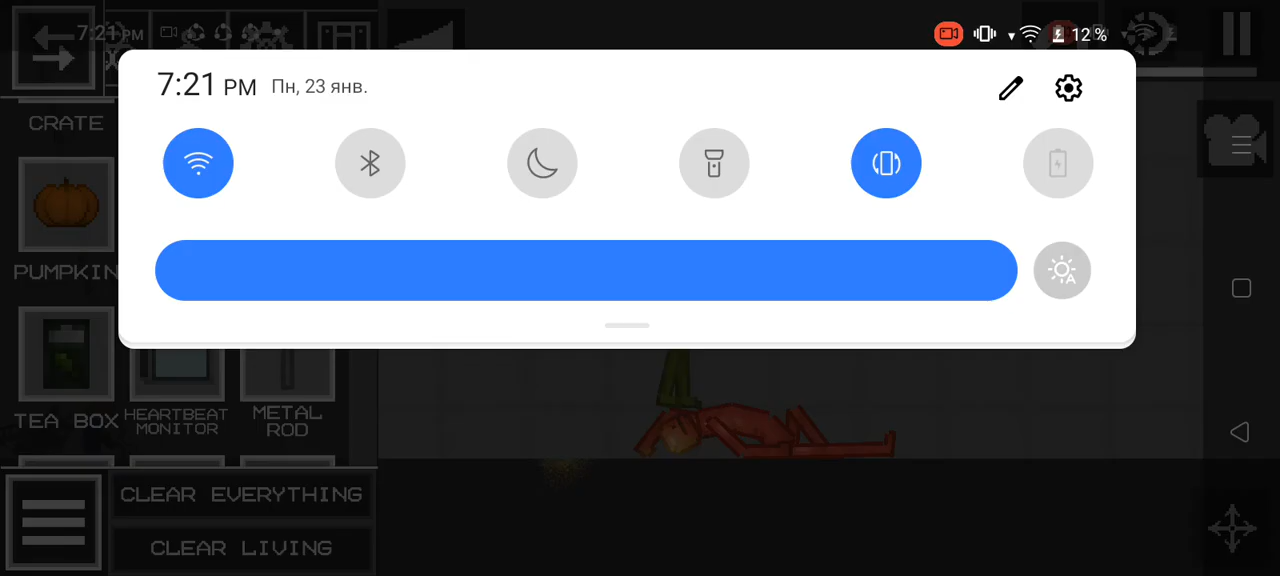 7:21 PM
12%
7:21 PM Пн, 23 янв.
CRATE
PUMPKIN
TEA BOX
HEARTBEAT
MONITOR
METAL
ROD
CLEAR EVERYTHING
CLEAR LIVING